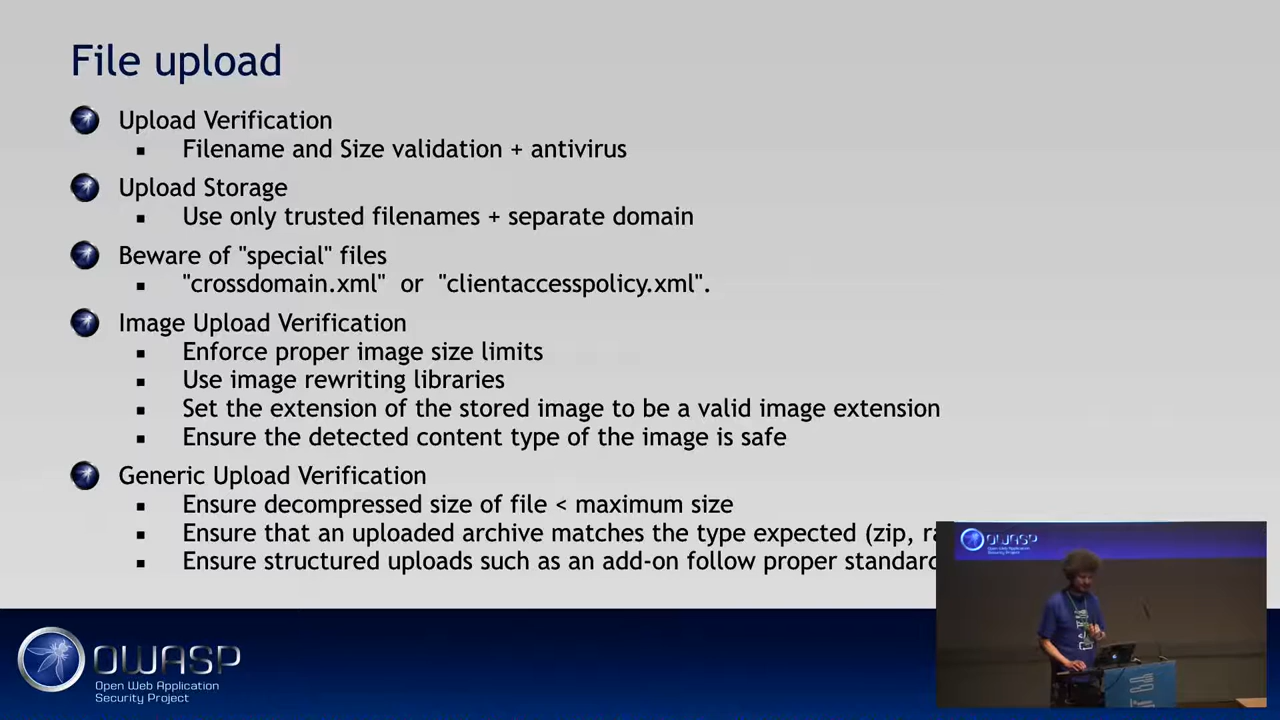 File upload
Upload Verification
Filename and Size validation + antivirus
Upload Storage
Use only trusted filenames + separate domain
Beware of "special" files
"crossdomain.xml"  or  "clientaccesspolicy.xml".
Image Upload Verification
Enforce proper image size limits
Use image rewriting libraries
Set the extension of the stored image to be a valid image extension
Ensure the detected content type of the image is safe
Generic Upload Verification
Ensure decompressed size of file < maximum size
Ensure that an uploaded archive matches the type expected (zip,
Ensure structured uploads such as an add-on follow proper
OWASP
Open Web Application
Security Project
OWASP
Open Web Application
Security Project